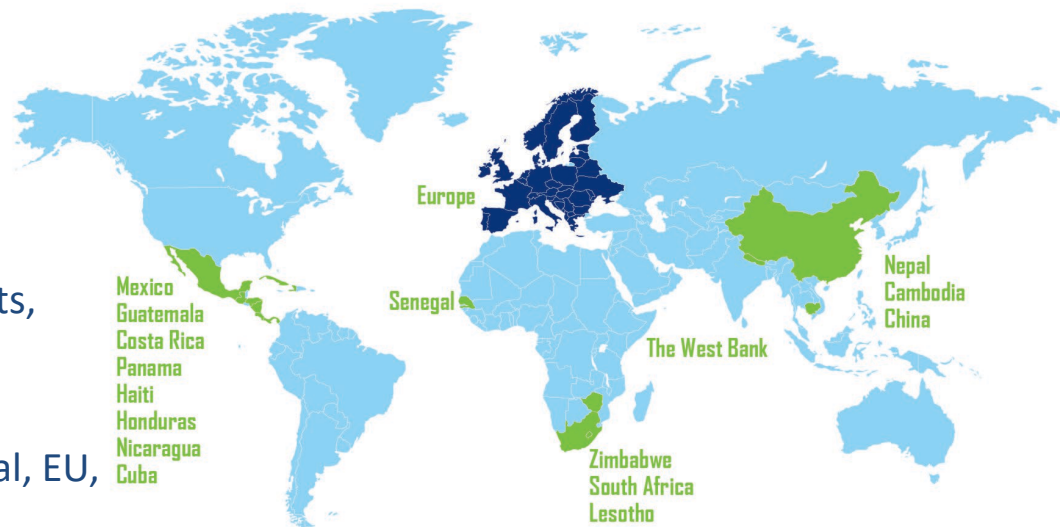 ts,
al, EU,
Mexico
Guatemala
Costa Rica
Panama
Haiti
Honduras
Nicaragua
Cuba
Europe
Senegal
The West Bank
Zimbabwe
South Africa
Lesotho
Nepal
Cambodia
China